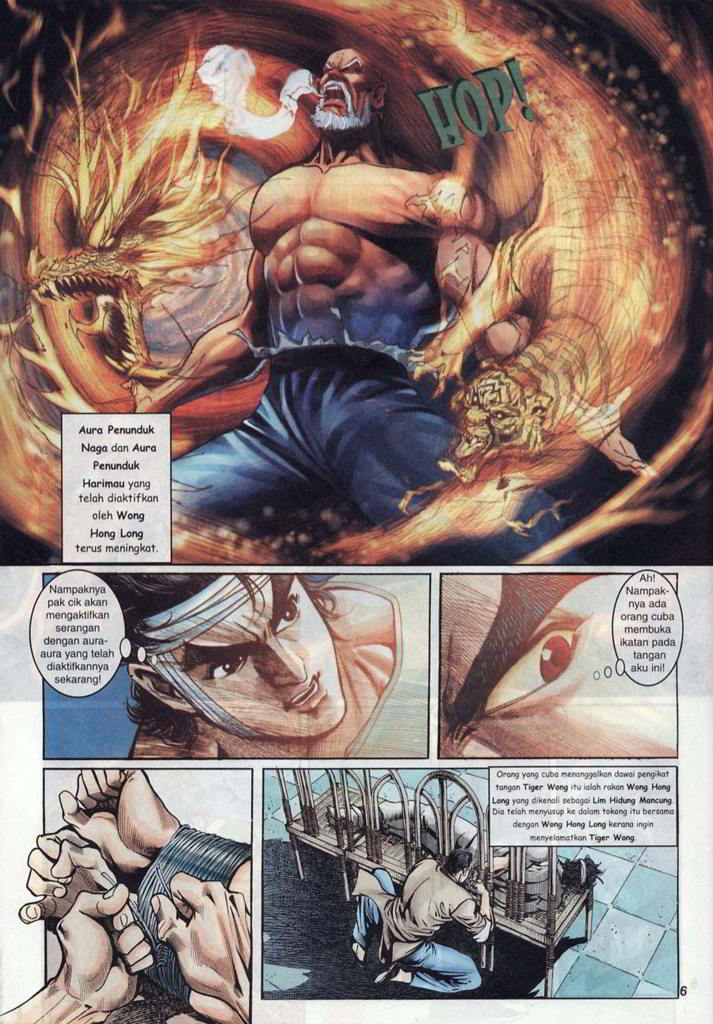 HOP!
Aura Penunduk
Naga dan Aura
Penunduk
Harimau yang
telah diaktifkan
oleh Wong
Hong Long
terus meningkat.
Nampaknya
pak cik akan
mengaktifkan
serangan
dengan aura-
aura yang telah
diaktifkannya
sekarang!
Ah!
Nampak-
nya ada
orang cuba
membuka
ikatan pada
tangan
aku ini!
Orang yang cuba menanggalkan dawai pengikat
tangan Tiger Wong itu ialah rakan Wong Hong
Long yang dikenali sebagai Lim Hidung Mancung.
Dia telah menyusup ke dalam tokong itu bersama
dengan Wong Hong Long kerana ingin
menyelamatkan Tiger Wong.
6